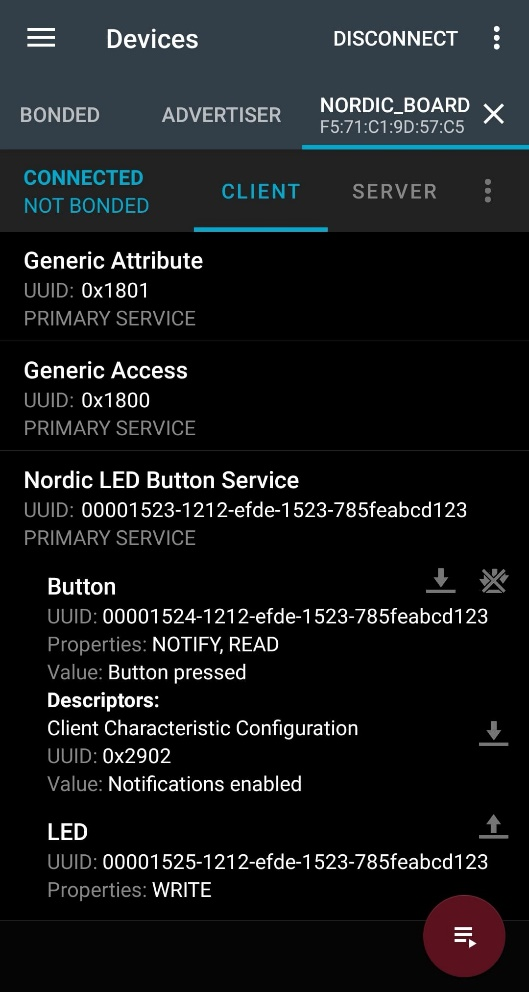 Devices
DISCONNECT
BONDED
ADVERTISER
NORDIC_BOARD
F5:71:C1:9D:57:C5
CONNECTED
NOT BONDED
CLIENT
SERVER
Generic Attribute
UUID: 0x1801
PRIMARY SERVICE
Generic Access
UUID: 0x1800
PRIMARY SERVICE
Nordic LED Button Service
UUID: 00001523-1212-efde-1523-785feabcd123
PRIMARY SERVICE
Button
UUID: 00001524-1212-efde-1523-785feabcd123
Properties: NOTIFY, READ
Value: Button pressed
Descriptors:
Client Characteristic Configuration
UUID: 0x2902
Value: Notifications enabled
LED
UUID: 00001525-1212-efde-1523-785feabcd123
Properties: WRITE